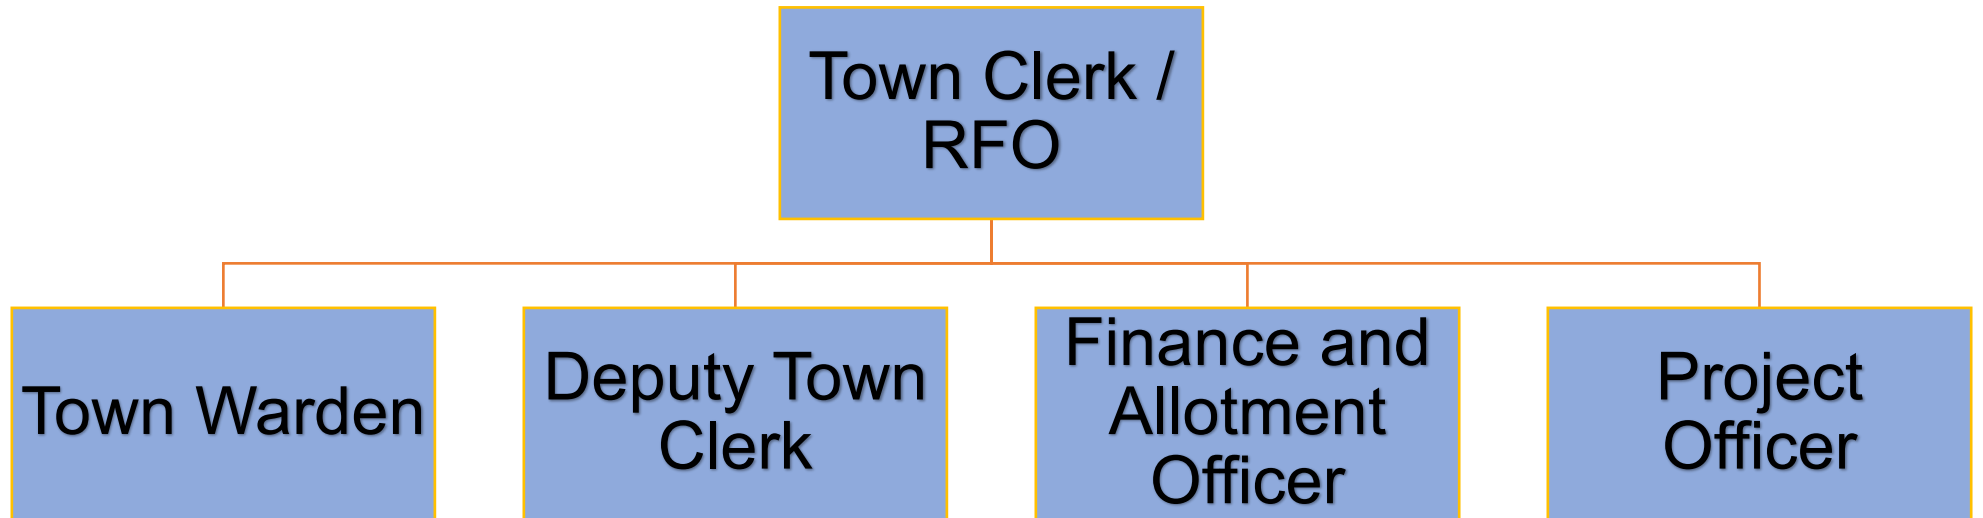 Town Clerk /
RFO
Town Warden
Deputy Town
Clerk
Finance and
Allotment
Officer
Project
Officer